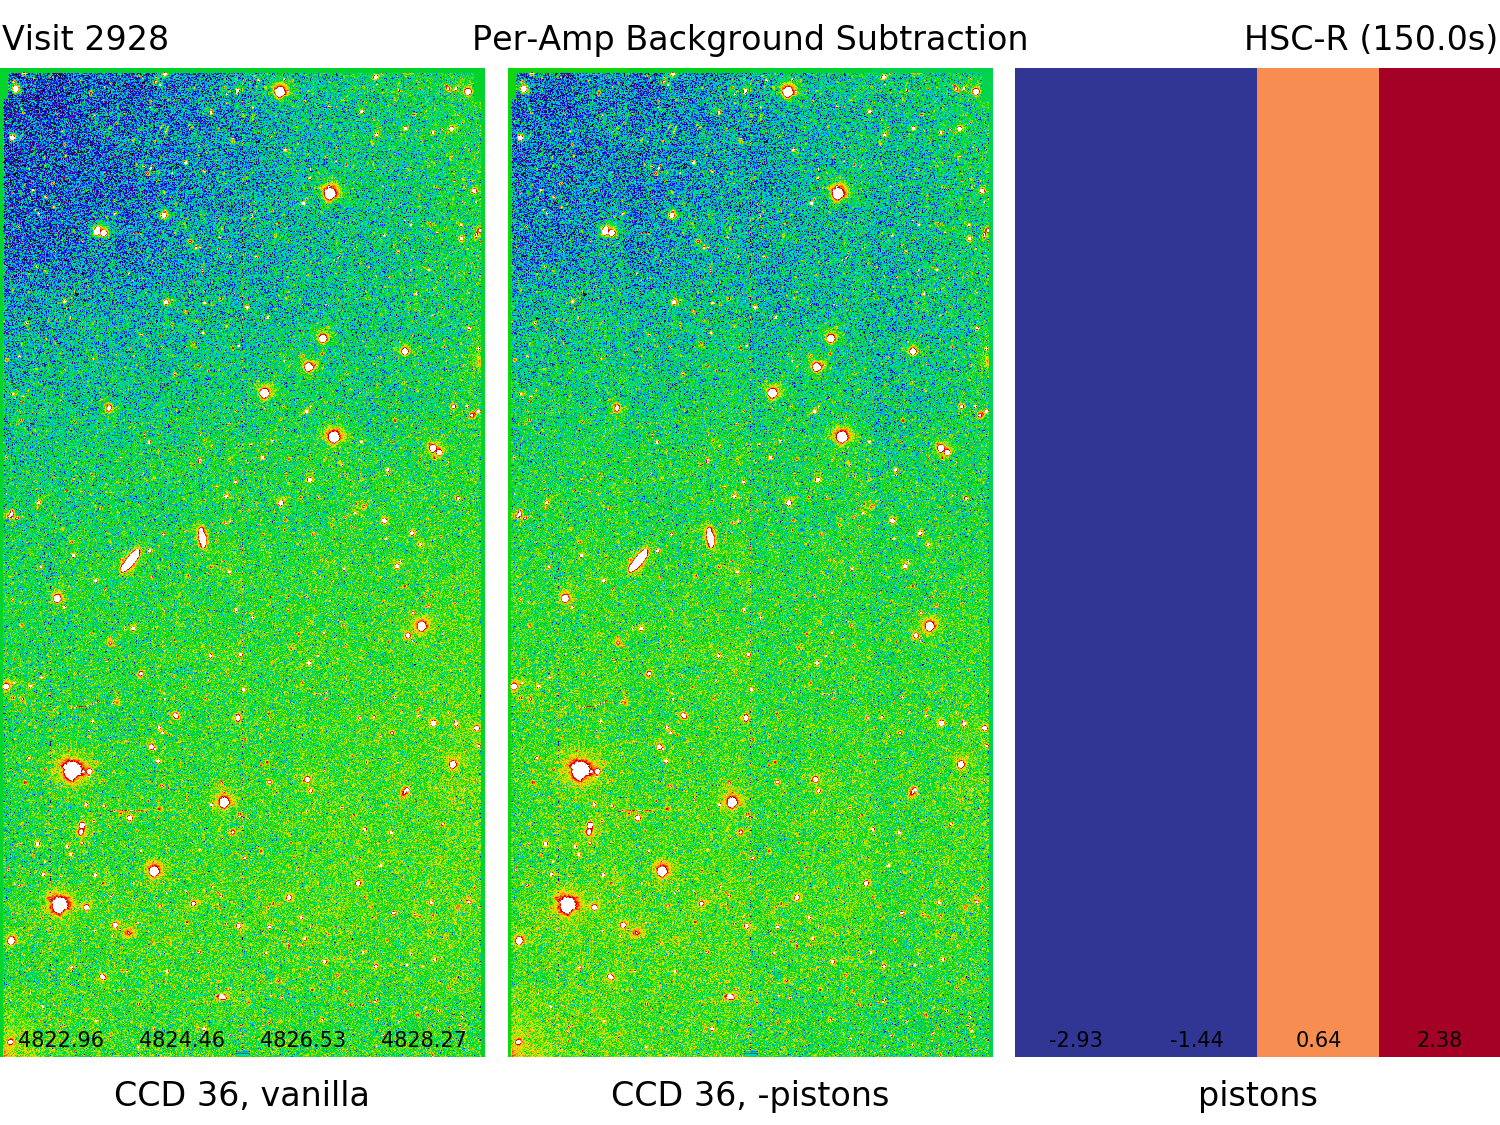 Visit 2928 Per-Amp Background Subtraction HSC-R (150.0s)
4822.96 4824.46 4826.53 4828.27 -2.93 -1.44 0.64 2.38
CCD 36, vanilla CCD 36, -pistons pistons